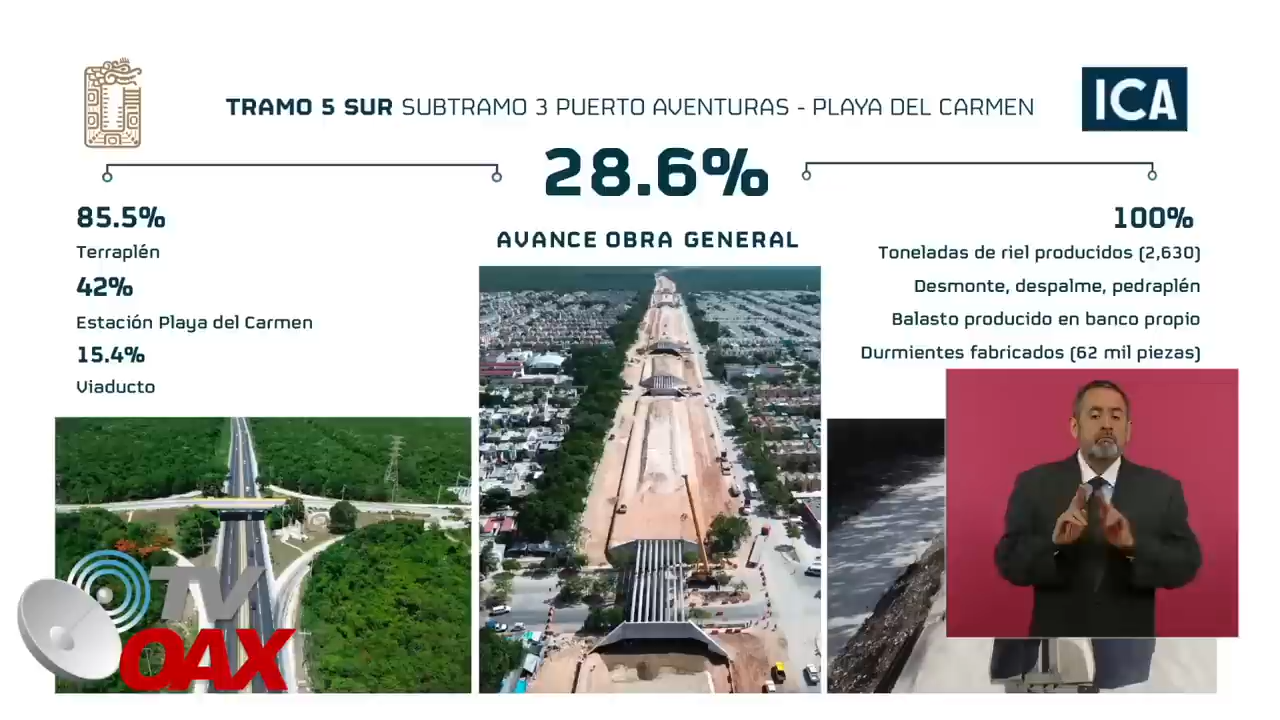 TRAMO 5 SUR SUBTRAMO 3 PUERTO AVENTURAS - PLAYA DEL CARMEN
ICA
28.6%
AVANCE OBRA GENERAL
85.5%
Terraplén
42%
Estación Playa del Carmen
15.4%
Viaducto
100%
Toneladas de riel producidos (2,630)
Desmonte, despalme, pedraplén
Balasto producido en banco propio
Durmientes fabricados (62 mil piezas)
TV
OAX